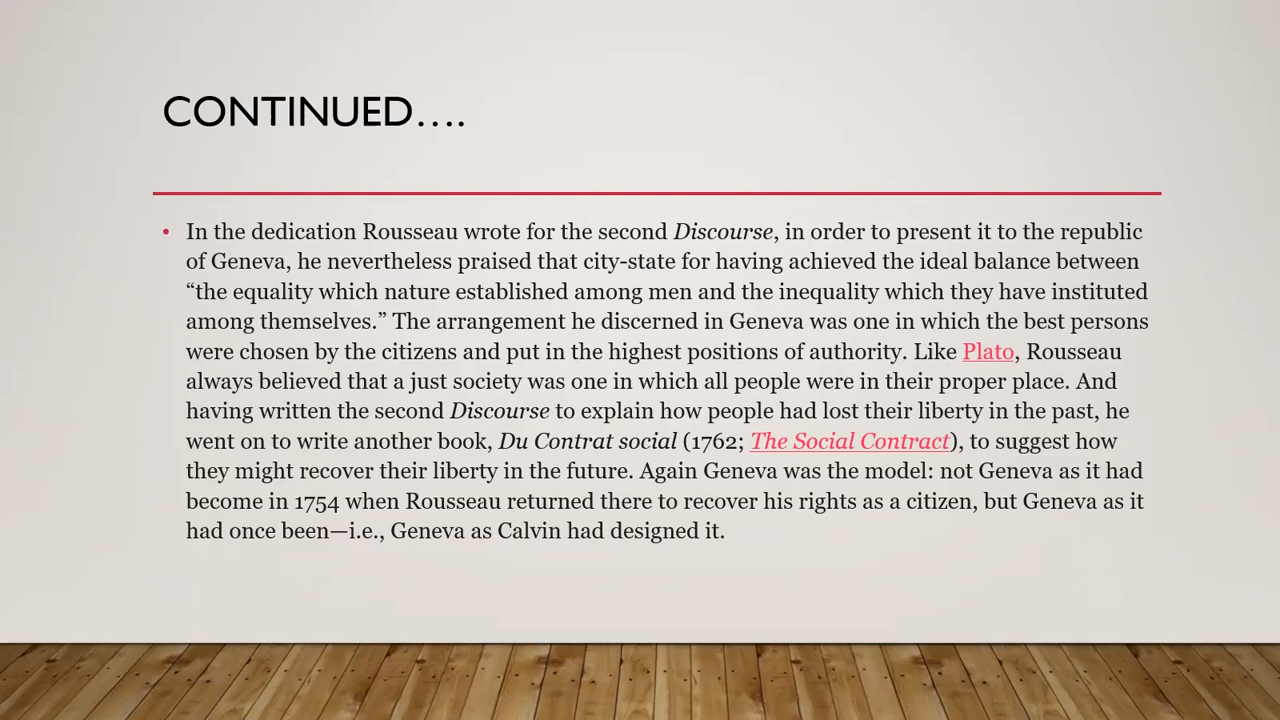 CONTINUED....
• In the dedication Rousseau wrote for the second Discourse, in order to present it to the republic
of Geneva, he nevertheless praised that city-state for having achieved the ideal balance between
“the equality which nature established among men and the inequality which they have instituted
among themselves.” The arrangement he discerned in Geneva was one in which the best persons
were chosen by the citizens and put in the highest positions of authority. Like Plato, Rousseau
always believed that a just society was one in which all people were in their proper place. And
having written the second Discourse to explain how people had lost their liberty in the past, he
went on to write another book, Du Contrat social (1762; The Social Contract), to suggest how
they might recover their liberty in the future. Again Geneva was the model: not Geneva as it had
become in 1754 when Rousseau returned there to recover his rights as a citizen, but Geneva as it
had once been—i.e., Geneva as Calvin had designed it.